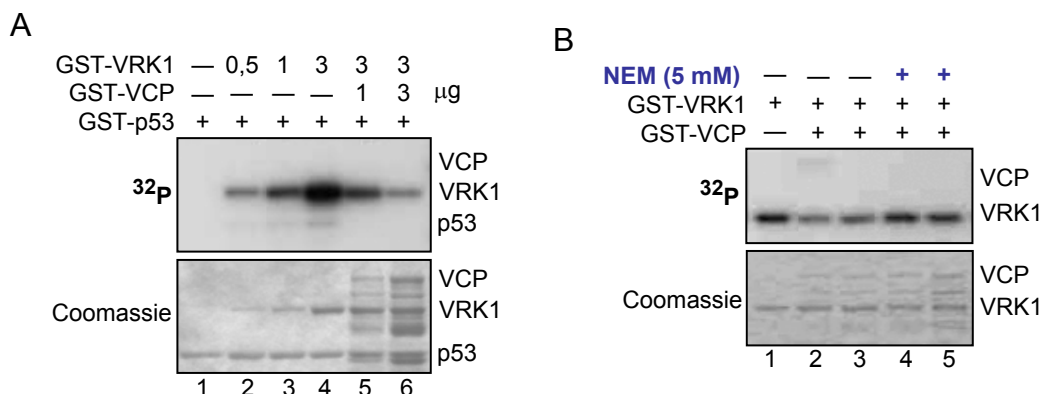 A
GST-VRK1 — 0,5 1 3 3 3
GST-VCP — — — — 1 3 μg
GST-p53 + + + + + +
32P
VCP
VRK1
p53
Coomassie
VCP
VRK1
p53
1 2 3 4 5 6
B
NEM (5 mM) — — — + +
GST-VRK1 + + + + +
GST-VCP — + + + +
32P
VCP
VRK1
Coomassie
VCP
VRK1
1 2 3 4 5